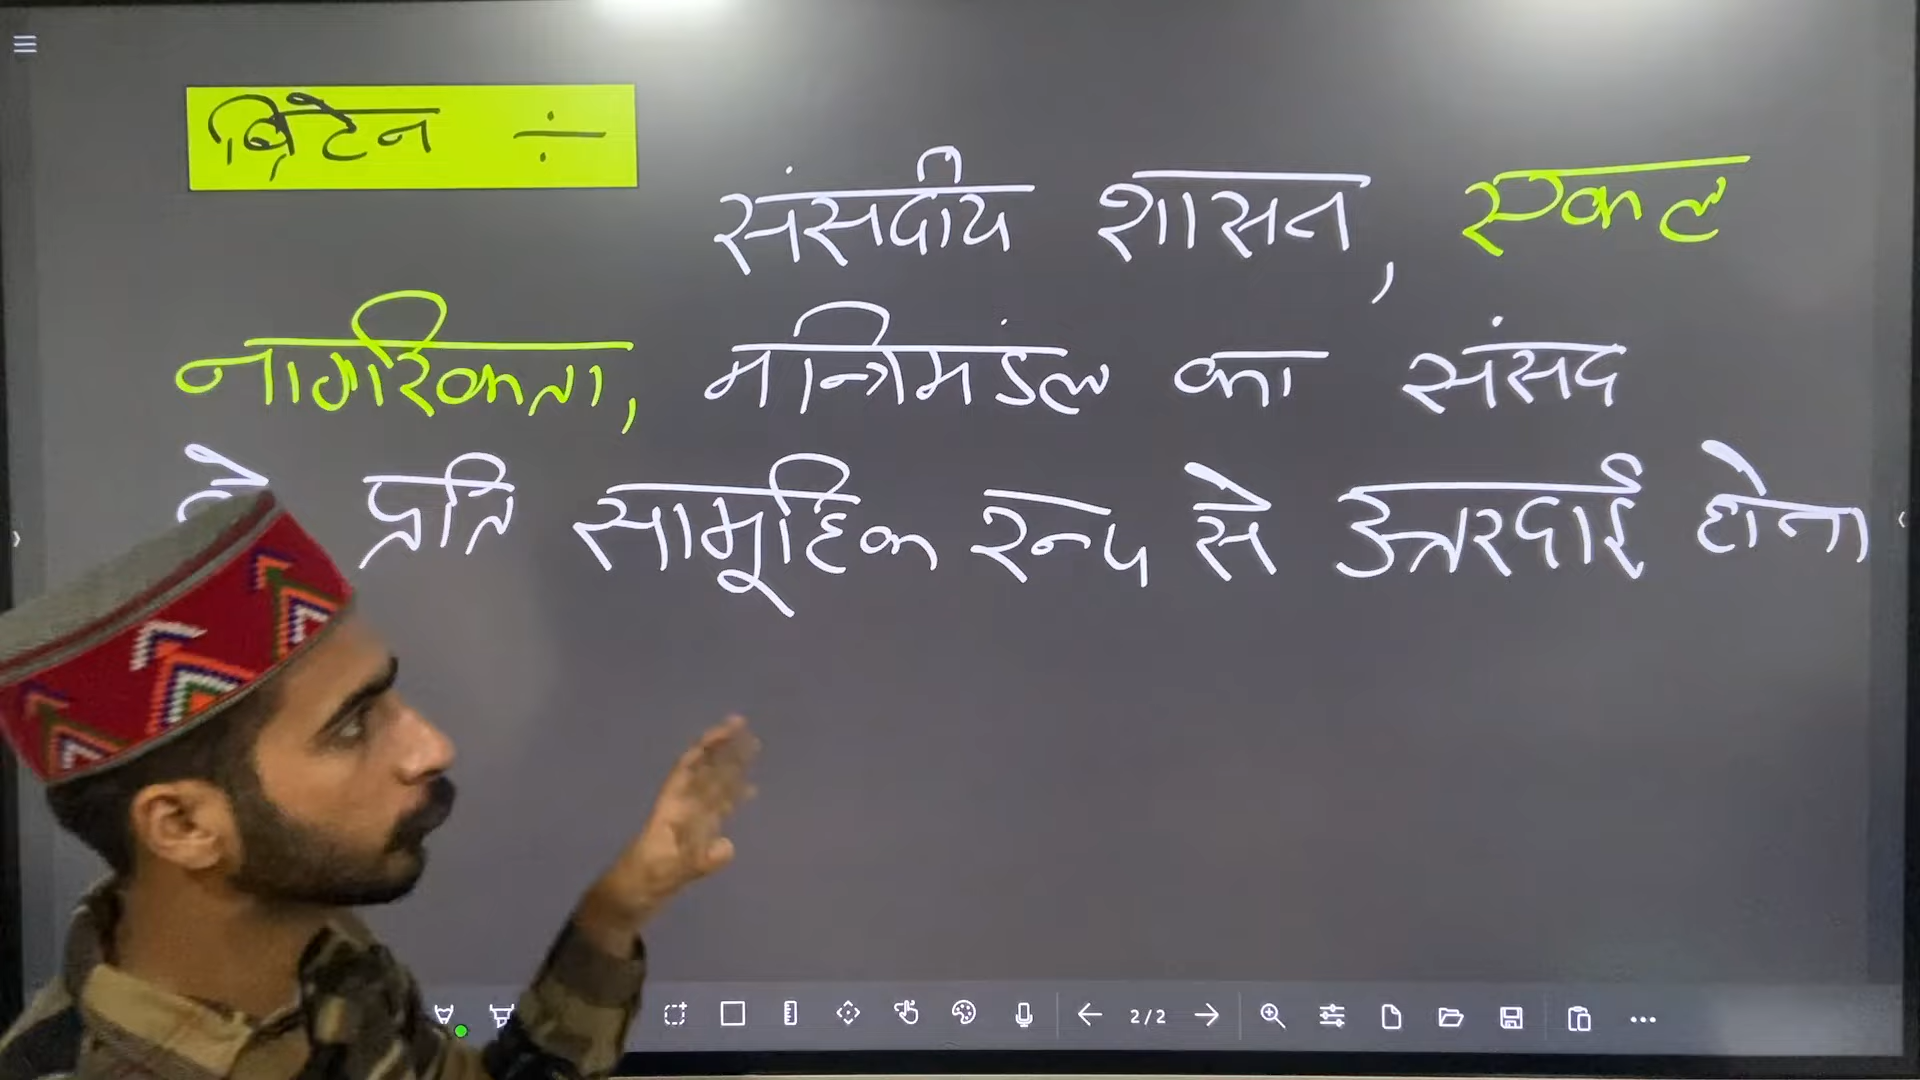 ब्रिटेन ÷
संसदीय शासन, एकल
नागरिकता, मन्त्रिमंडल का संसद
के प्रति सामूहिक रूप से उत्तरदाई होना
2/2